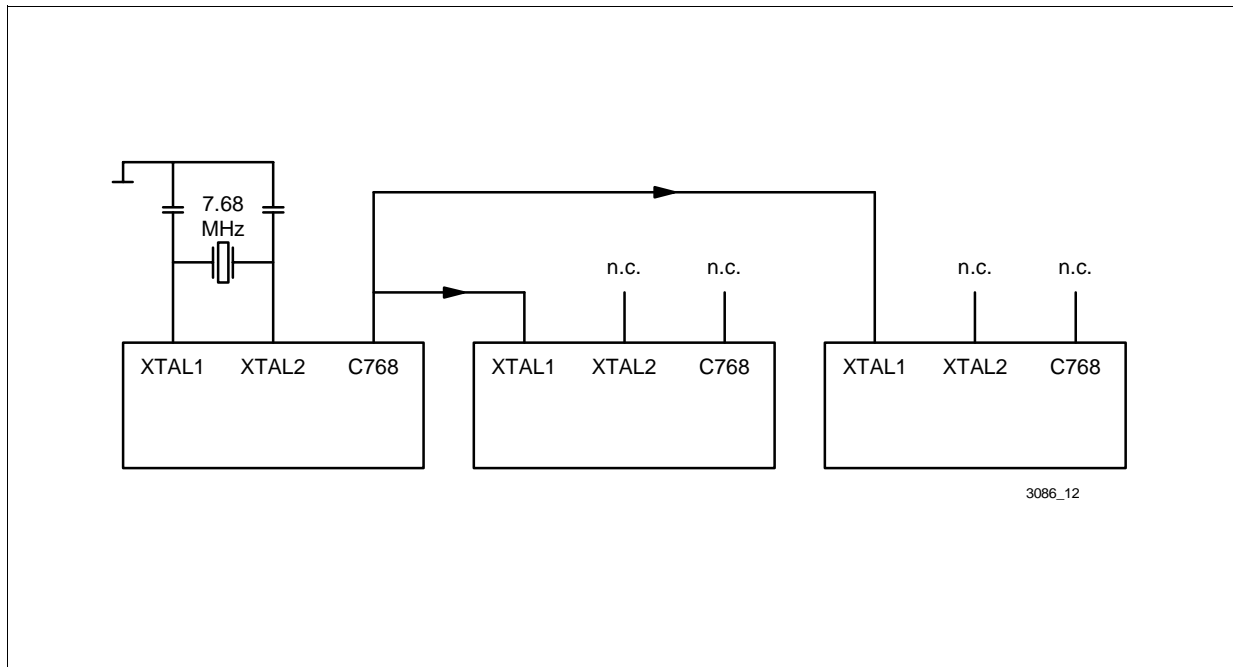 7.68
MHz
n.c. n.c. n.c. n.c.
XTAL1 XTAL2 C768 XTAL1 XTAL2 C768 XTAL1 XTAL2 C768
3086_12